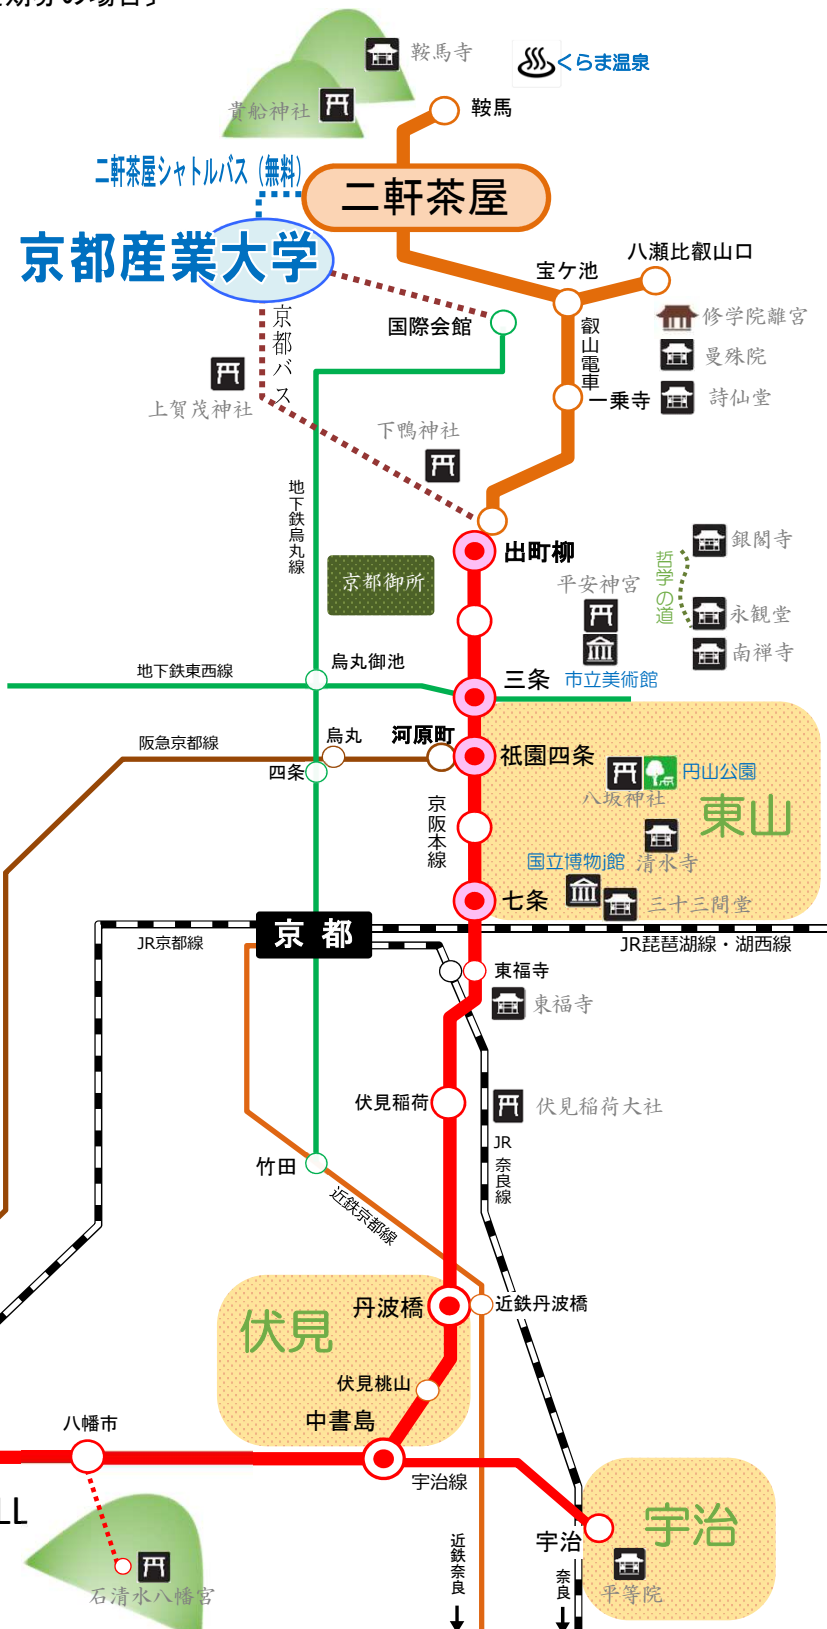 鞍馬寺
くらま温泉
貴船神社
鞍馬
二軒茶屋シャトルバス（無料）
二軒茶屋
京都産業大学
八瀬比叡山口
宝ケ池
国際会館
京都バス
叡山電車
修学院離宮
曼殊院
上賀茂神社
一乗寺
詩仙堂
下鴨神社
地下鉄烏丸線
出町柳
銀閣寺
京都御所
平安神宮
哲学の道
永観堂
南禅寺
烏丸御池
地下鉄東西線
三条
市立美術館
阪急京都線
烏丸
河原町
祇園四条
四条
円山公園
八坂神社
東山
京阪本線
国立博物j館
清水寺
七条
三十三間堂
京都
JR京都線
JR琵琶湖線・湖西線
東福寺
東福寺
伏見稲荷
伏見稲荷大社
JR
奈良線
竹田
近鉄京都線
丹波橋
近鉄丹波橋
伏見
伏見桃山
八幡市
中書島
宇治線
LL
宇治
宇治
近鉄奈良
奈良
平等院
石清水八幡宮